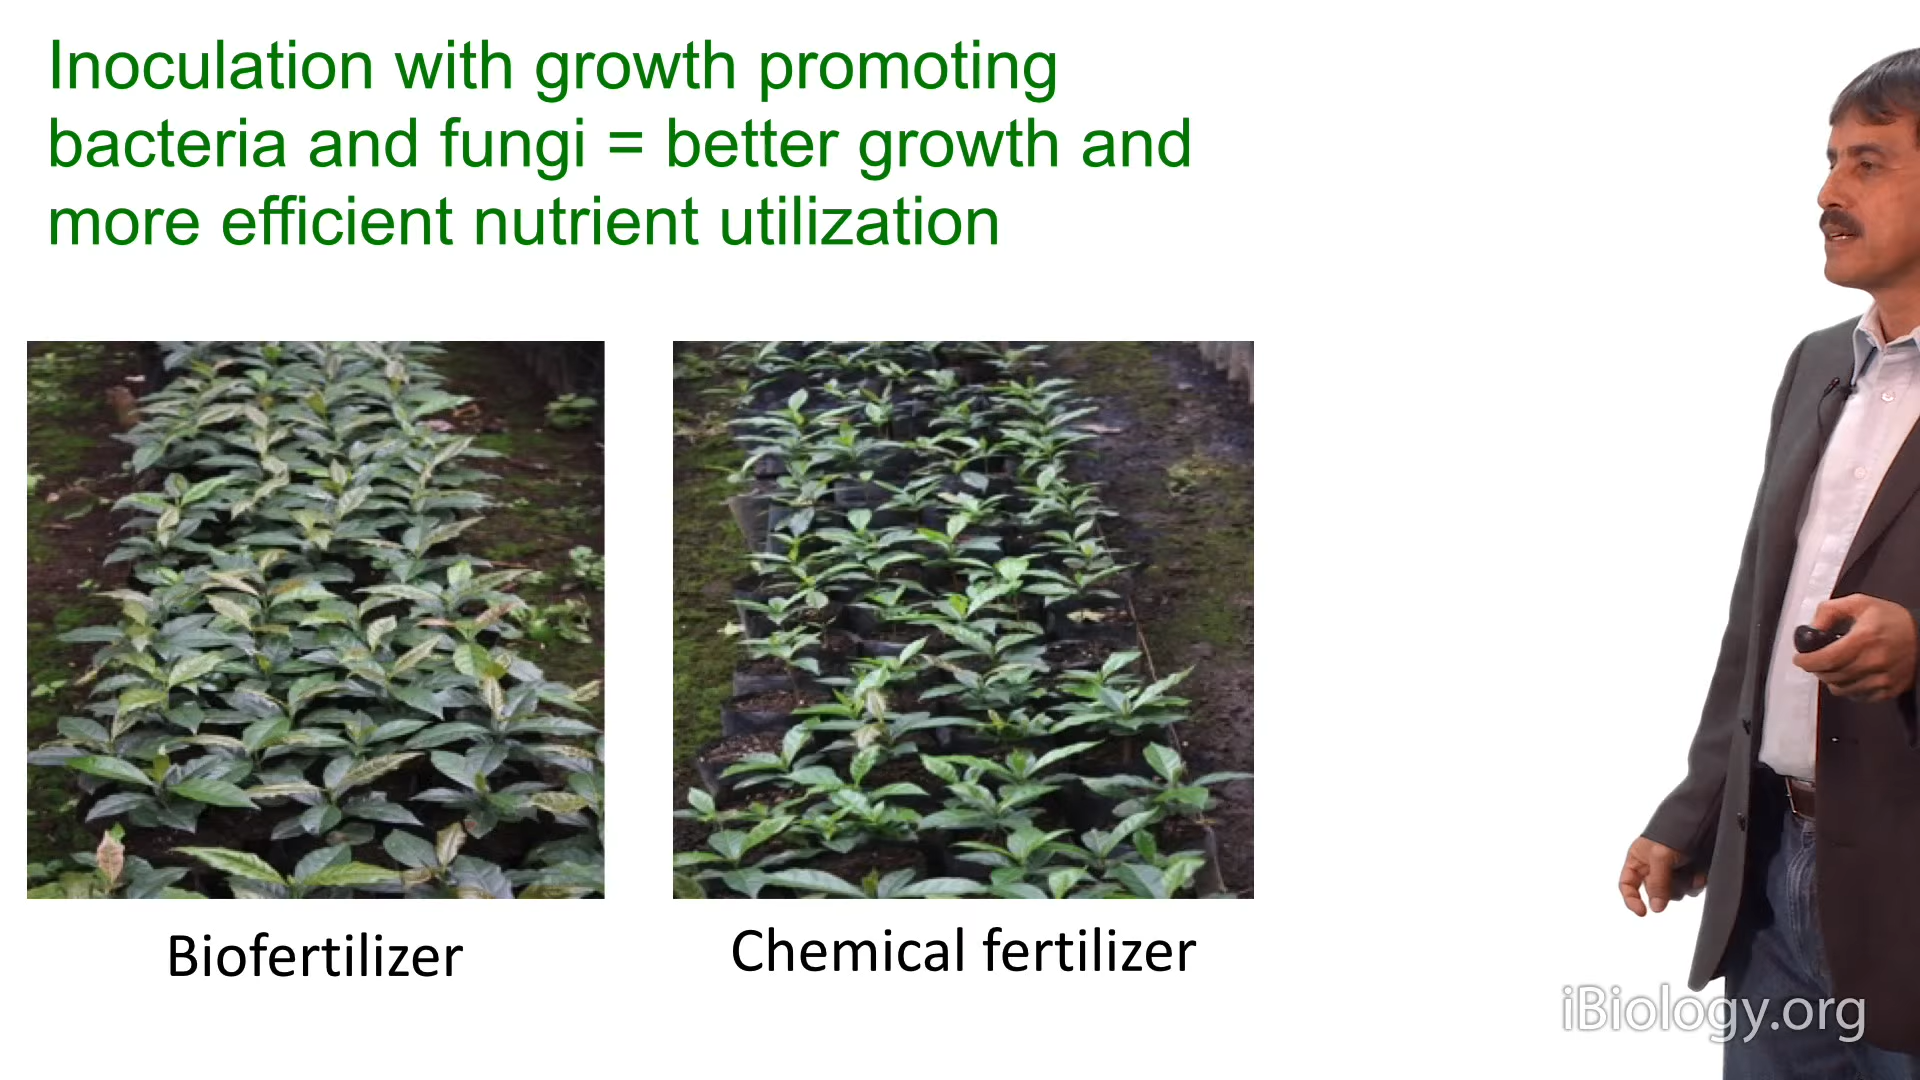 Inoculation with growth promoting
bacteria and fungi = better growth and
more efficient nutrient utilization
Biofertilizer
Chemical fertilizer
iBiology.org